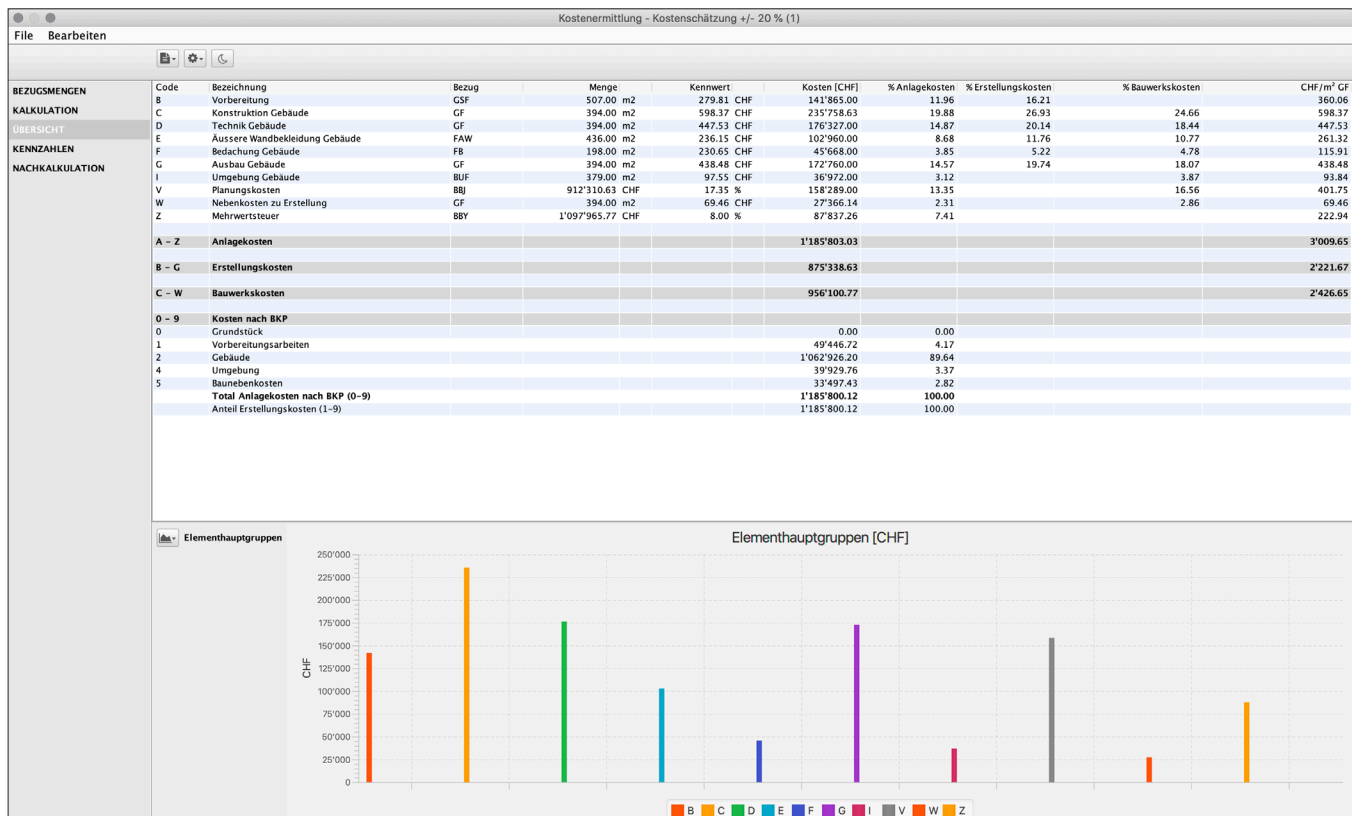 Kostenermittlung - Kostenschätzung +/- 20 % (1)
File Bearbeiten
BEZUGSMENGEN
KALKULATION
ÜBERSICHT
KENNZAHLEN
NACHKALKULATION
Code Bezeichnung Bezug Menge Kennwert Kosten [CHF] % Anlagekosten % Erstellungskosten % Bauwerkskosten CHF/m² GF
B Vorbereitung GSF 507.00 m2 279.81 CHF 141'865.00 11.96 16.21 360.06
C Konstruktion Gebäude GF 394.00 m2 598.37 CHF 235'758.63 19.88 26.93 24.66 598.37
D Technik Gebäude GF 394.00 m2 447.53 CHF 176'327.00 14.87 20.14 18.44 447.53
E Äussere Wandbekleidung Gebäude FAW 436.00 m2 236.15 CHF 102'960.00 8.68 11.76 10.77 261.32
F Bedachung Gebäude FB 198.00 m2 230.65 CHF 45'668.00 3.85 5.22 4.78 115.91
G Ausbau Gebäude GF 394.00 m2 438.48 CHF 172'760.00 14.57 19.74 18.07 438.48
I Umgebung Gebäude BUF 379.00 m2 97.55 CHF 36'972.00 3.12 3.87 93.84
V Planungskosten BBJ 912'310.63 CHF 17.35 % 158'289.00 13.35 16.56 401.75
W Nebenkosten zu Erstellung GF 394.00 m2 69.46 CHF 27'366.14 2.31 2.86 69.46
Z Mehrwertsteuer BBY 1'097'965.77 CHF 8.00 % 87'837.26 7.41 222.94
A - Z Anlagekosten 1'185'803.03 3'009.65
B - G Erstellungskosten 875'338.63 2'221.67
C - W Bauwerkskosten 956'100.77 2'426.65
0 - 9 Kosten nach BKP
0 Grundstück 0.00 0.00
1 Vorbereitungsarbeiten 49'446.72 4.17
2 Gebäude 1'062'926.20 89.64
4 Umgebung 39'929.76 3.37
5 Baunebenkosten 33'497.43 2.82
Total Anlagekosten nach BKP (0-9) 1'185'800.12 100.00
Anteil Erstellungskosten (1-9) 1'185'800.12 100.00
Elementhauptgruppen
Elementhauptgruppen [CHF]
CHF
250'000
225'000
200'000
175'000
150'000
125'000
100'000
75'000
50'000
25'000
0
B C D E F G I V W Z